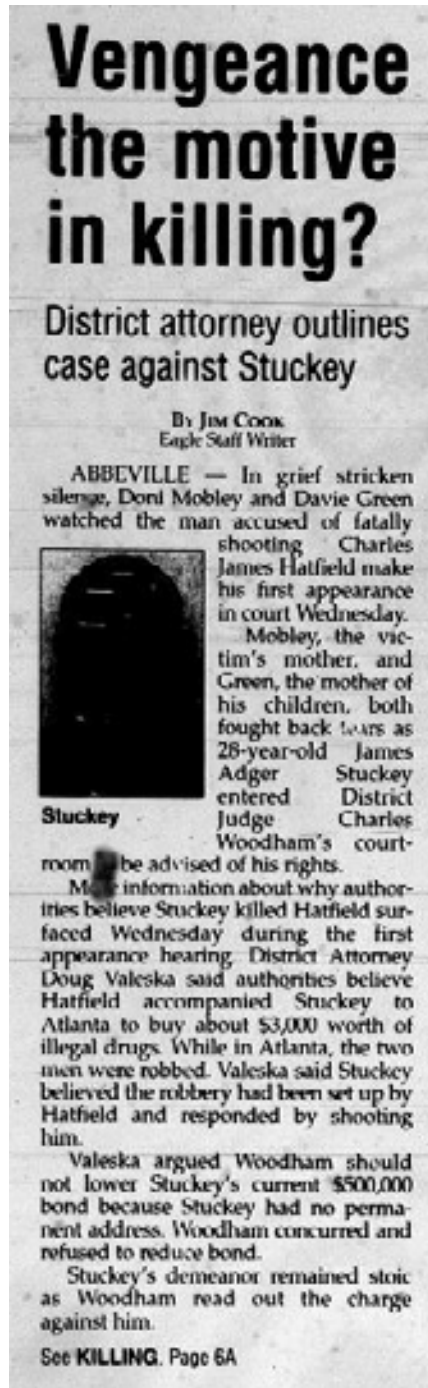 Vengeance
the motive
in killing?
District attorney outlines
case against Stuckey
BY JIM COOK
Eagle Staff Writer
ABBEVILLE — In grief stricken
silence, Doni Mobley and Davie Green
watched the man accused of fatally
shooting Charles
James Hatfield make
his first appearance
in court Wednesday.
Mobley, the vic-
tim's mother, and
Green, the mother of
his children, both
fought back tears as
28-year-old James
Adger Stuckey
entered District
Judge Charles
Woodham's court-
Stuckey
room be advised of his rights.
More information about why author-
ities believe Stuckey killed Hatfield sur-
faced Wednesday during the first
appearance hearing. District Attorney
Doug Valeska said authorities believe
Hatfield accompanied Stuckey to
Atlanta to buy about $3,000 worth of
illegal drugs. While in Atlanta, the two
men were robbed. Valeska said Stuckey
believed the robbery had been set up by
Hatfield and responded by shooting
him.
Valeska argued Woodham should
not lower Stuckey's current $500,000
bond because Stuckey had no perma-
nent address. Woodham concurred and
refused to reduce bond.
Stuckey's demeanor remained stoic
as Woodham read out the charge
against him.
See KILLING, Page 6A